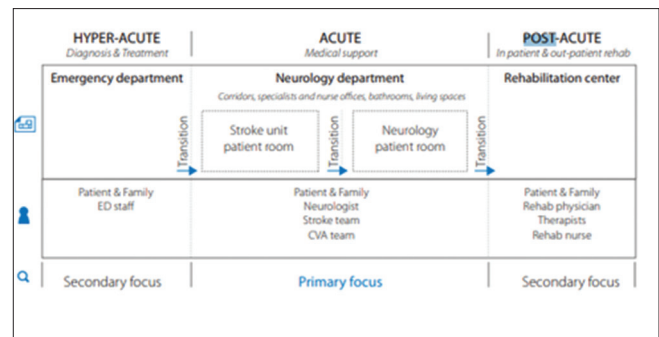 HYPER-ACUTE
Diagnosis & Treatment
ACUTE
Medical support
POST-ACUTE
In patient & out-patient rehab
Emergency department
Neurology department
Corridors, specialists and nurse offices, bathrooms, living spaces
Rehabilitation center
Transition
Stroke unit
patient room
Transition
Neurology
patient room
Transition
Patient & Family
ED staff
Patient & Family
Neurologist
Stroke team
CVA team
Patient & Family
Rehab physician
Therapists
Rehab nurse
Secondary focus
Primary focus
Secondary focus